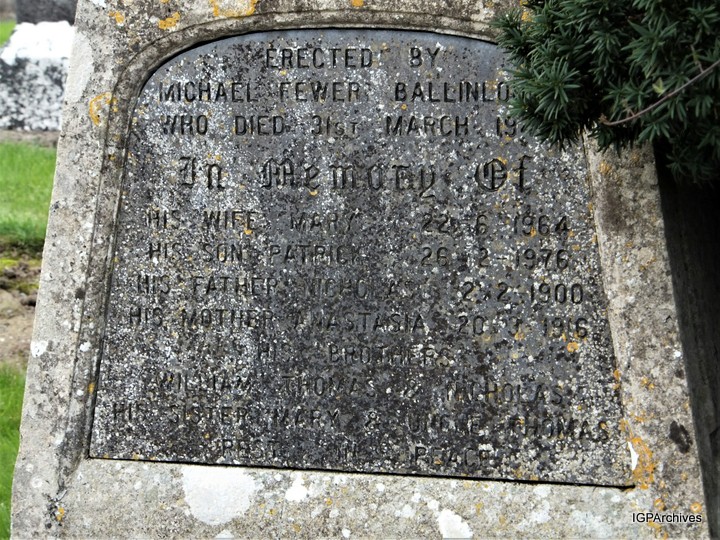 ERECTED BY
MICHAEL FEWER BALLINLO
WHO DIED 31ST MARCH 19
In Memory Of
HIS WIFE MARY 22 6 1964
HIS SON PATRICK 26 2 1976
HIS FATHER NICHOLAS 2 2 1900
HIS MOTHER ANASTASIA 20 1916
HIS BROTHERS
WILLIAM THOMAS & NICHOLAS
HIS SISTER MARY & UNCLE THOMAS
REST IN PEACE
IGPArchives